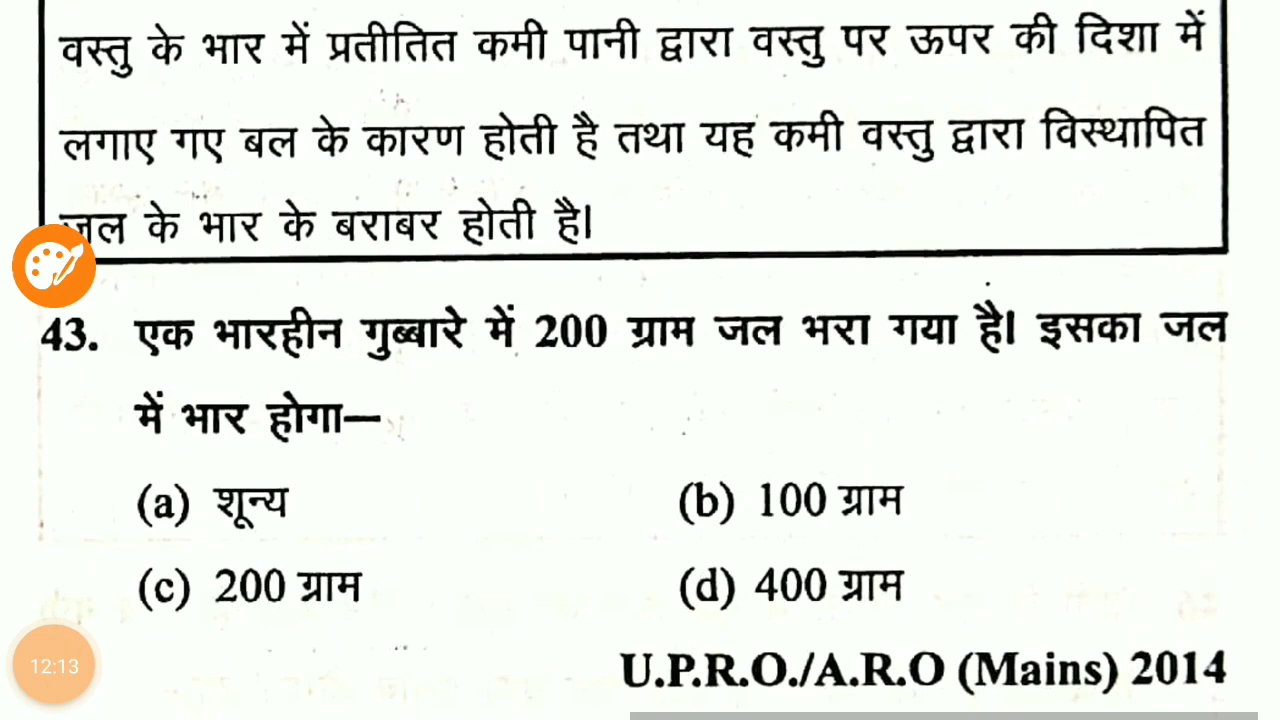 वस्तु के भार में प्रतीतित कमी पानी द्वारा वस्तु पर ऊपर की दिशा में
लगाए गए बल के कारण होती है तथा यह कमी वस्तु द्वारा विस्थापित
जल के भार के बराबर होती है।
43. एक भारहीन गुब्बारे में 200 ग्राम जल भरा गया है। इसका जल
में भार होगा—
(a) शून्य (b) 100 ग्राम
(c) 200 ग्राम (d) 400 ग्राम
12:13
U.P.R.O./A.R.O (Mains) 2014